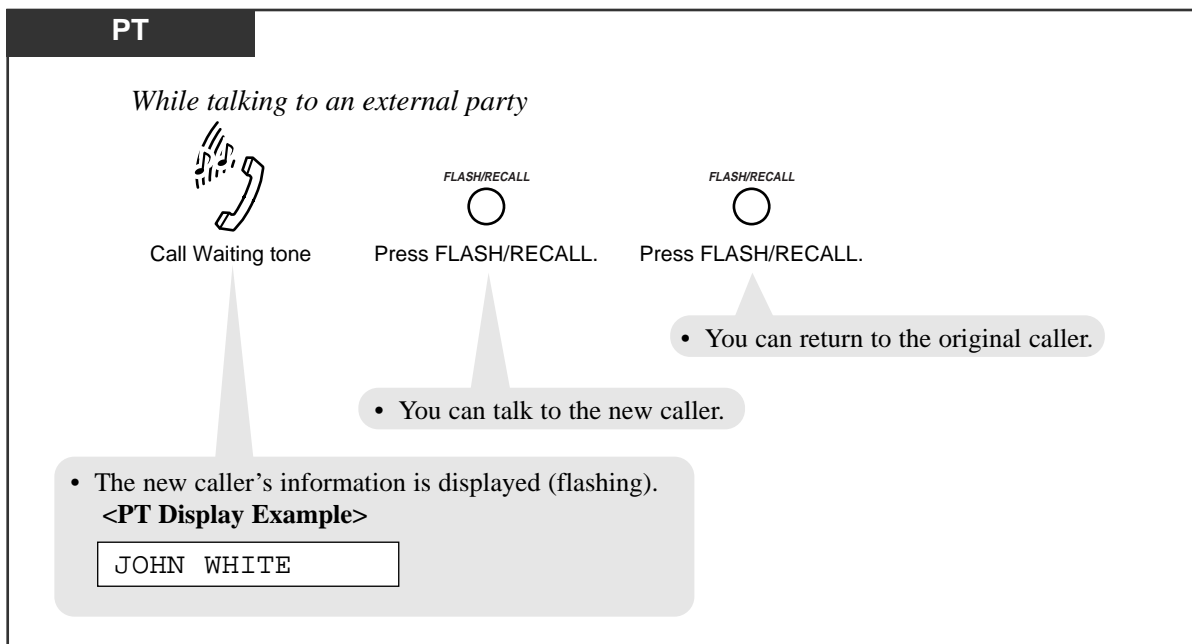 PT
While talking to an external party
FLASH/RECALL
FLASH/RECALL
Call Waiting tone
Press FLASH/RECALL.
Press FLASH/RECALL.
• You can return to the original caller.
• You can talk to the new caller.
• The new caller’s information is displayed (flashing).
<PT Display Example>
JOHN WHITE